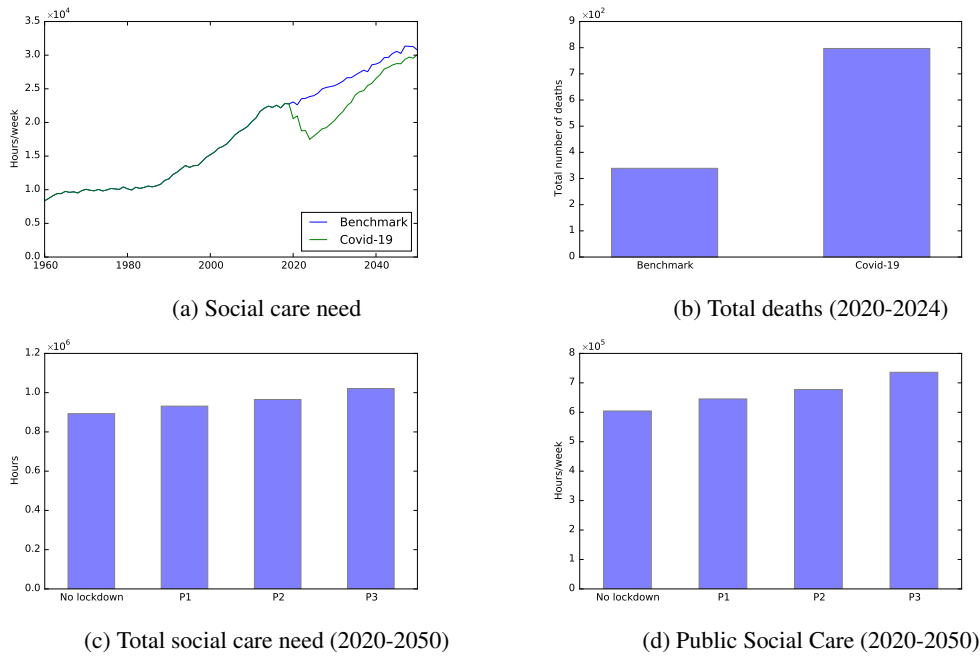 ×10⁴
3.5
3.0
2.5
2.0
1.5
1.0
0.5
0.0
Hours/week
Benchmark
Covid-19
1960 1980 2000 2020 2040
(a) Social care need
×10²
9
8
7
6
5
4
3
2
1
0
Total number of deaths
Benchmark Covid-19
(b) Total deaths (2020-2024)
×10⁶
1.2
1.0
0.8
0.6
0.4
0.2
0.0
Hours
No lockdown P1 P2 P3
(c) Total social care need (2020-2050)
×10⁵
8
7
6
5
4
3
2
1
0
Hours/week
No lockdown P1 P2 P3
(d) Public Social Care (2020-2050)